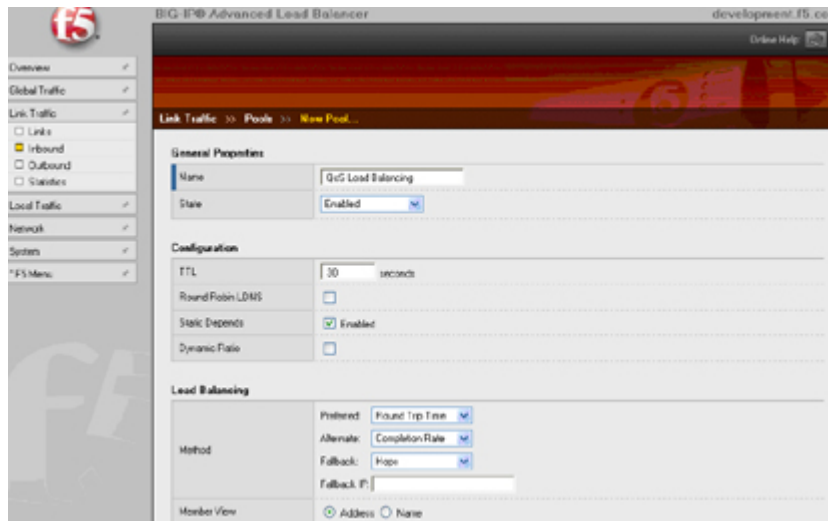 f5
BIG-IP® Advanced Load Balancer
development.f5.co
Online Help
Overview
Global Traffic
Link Traffic
Links
Inbound
Outbound
Statistics
Local Traffic
Network
System
* F5 Menu
Link Traffic >> Pools >> New Pool...
General Properties
Name QoS Load Balancing
State Enabled
Configuration
TTL 30 seconds
Round Robin LDNS
Static Depends Enabled
Dynamic Ratio
Load Balancing
Method
Preferred: Round Trip Time
Alternate: Completion Rate
Fallback: Hops
Fallback IP:
Member View Address Name